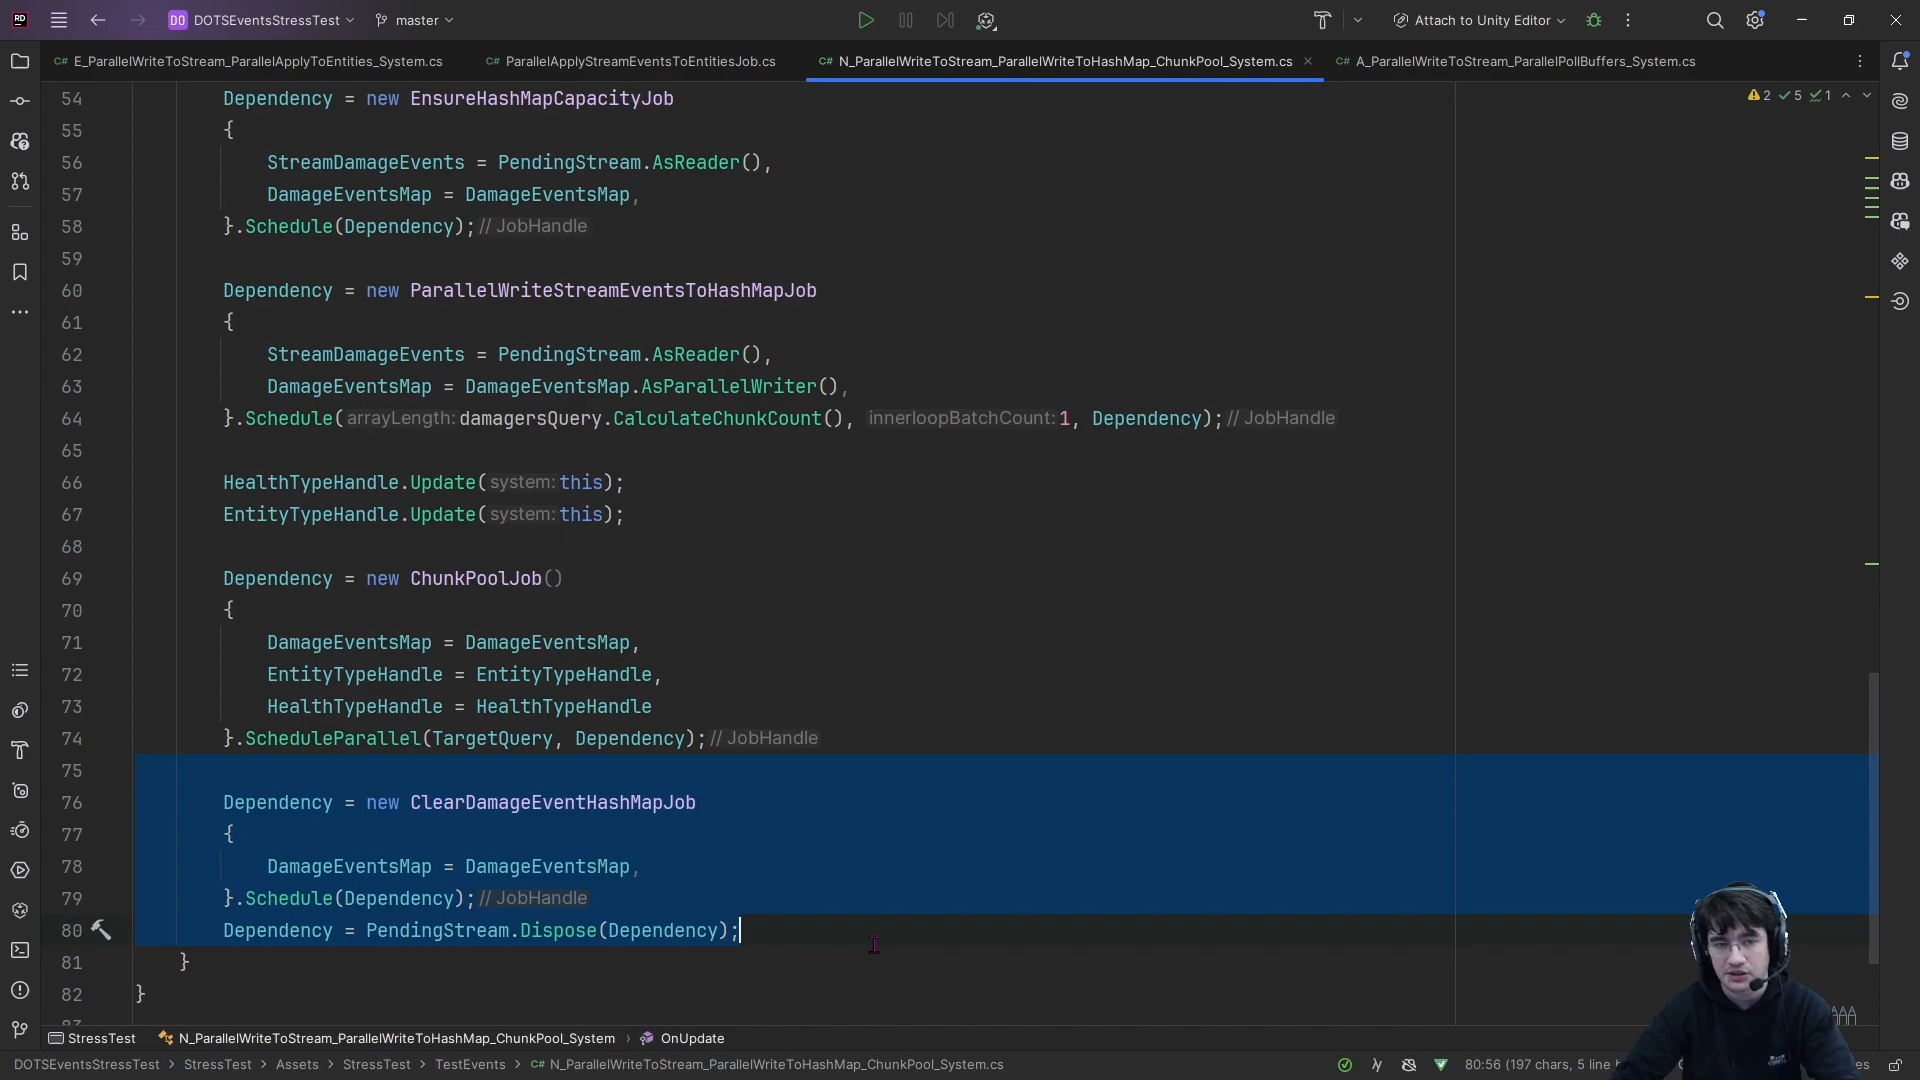 RD
DO DOTSEventsStressTest
master
Attach to Unity Editor
C# E_ParallelWriteToStream_ParallelApplyToEntities_System.cs
C# ParallelApplyStreamEventsToEntitiesJob.cs
C# N_ParallelWriteToStream_ParallelWriteToHashMap_ChunkPool_System.cs
C# A_ParallelWriteToStream_ParallelPollBuffers_System.cs
2 5 1
54 Dependency = new EnsureHashMapCapacityJob
55 {
56 StreamDamageEvents = PendingStream.AsReader(),
57 DamageEventsMap = DamageEventsMap,
58 }.Schedule(Dependency); // JobHandle
59
60 Dependency = new ParallelWriteStreamEventsToHashMapJob
61 {
62 StreamDamageEvents = PendingStream.AsReader(),
63 DamageEventsMap = DamageEventsMap.AsParallelWriter(),
64 }.Schedule( arrayLength: damagersQuery.CalculateChunkCount(), innerloopBatchCount: 1, Dependency); // JobHandle
65
66 HealthTypeHandle.Update( system: this);
67 EntityTypeHandle.Update( system: this);
68
69 Dependency = new ChunkPoolJob()
70 {
71 DamageEventsMap = DamageEventsMap,
72 EntityTypeHandle = EntityTypeHandle,
73 HealthTypeHandle = HealthTypeHandle
74 }.ScheduleParallel(TargetQuery, Dependency); // JobHandle
75
76 Dependency = new ClearDamageEventHashMapJob
77 {
78 DamageEventsMap = DamageEventsMap,
79 }.Schedule(Dependency); // JobHandle
80 Dependency = PendingStream.Dispose(Dependency);
81 }
82 }
StressTest N_ParallelWriteToStream_ParallelWriteToHashMap_ChunkPool_System OnUpdate
DOTSEventsStressTest StressTest Assets StressTest TestEvents C# N_ParallelWriteToStream_ParallelWriteToHashMap_ChunkPool_System.cs
80:56 (197 chars, 5 line